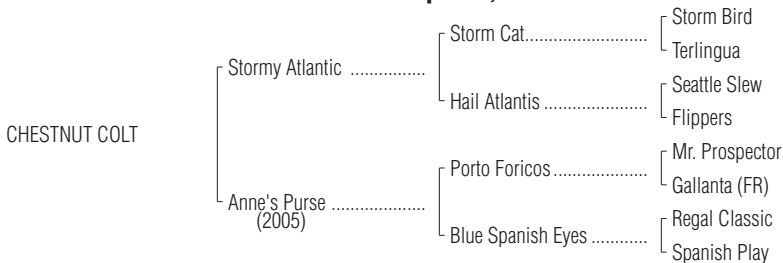 Storm Bird
Storm Cat........................
Terlingua
Stormy Atlantic ...............
Seattle Slew
Hail Atlantis ....................
Flippers
CHESTNUT COLT
Mr. Prospector
Porto Foricos ..................
Gallanta (FR)
Anne's Purse ..................
(2005)
Regal Classic
Blue Spanish Eyes ...........
Spanish Play